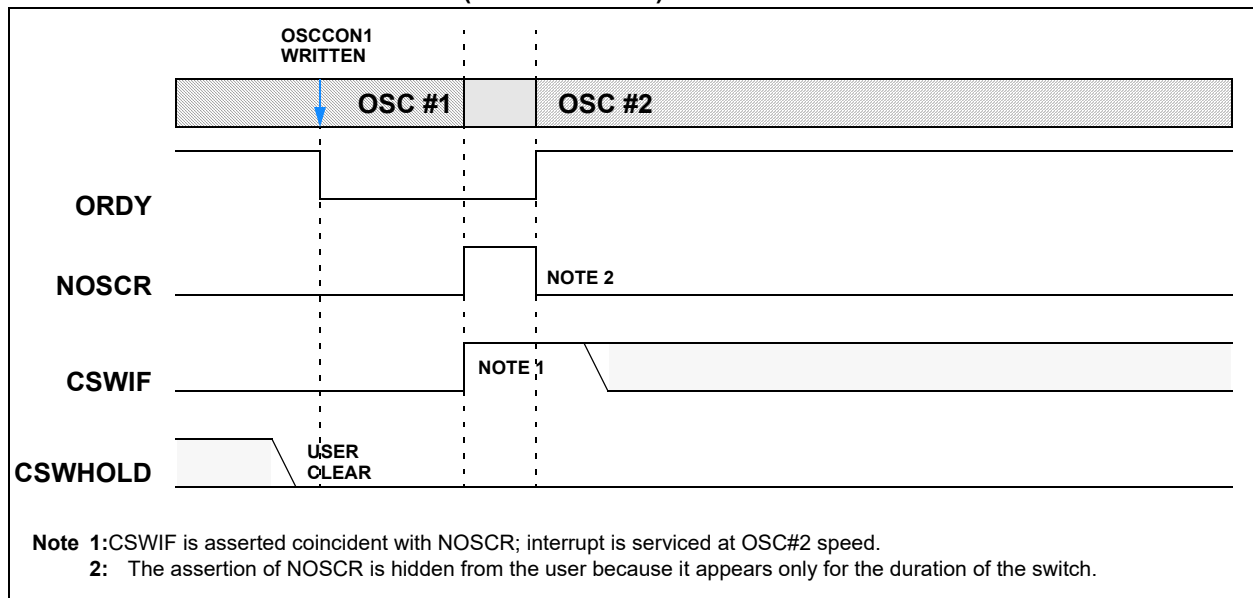 OSCCON1
WRITTEN
OSC #1
OSC #2
ORDY
NOSCR
NOTE 2
CSWIF
NOTE 1
CSWHOLD
USER
CLEAR
Note 1:CSWIF is asserted coincident with NOSCR; interrupt is serviced at OSC#2 speed.
2: The assertion of NOSCR is hidden from the user because it appears only for the duration of the switch.